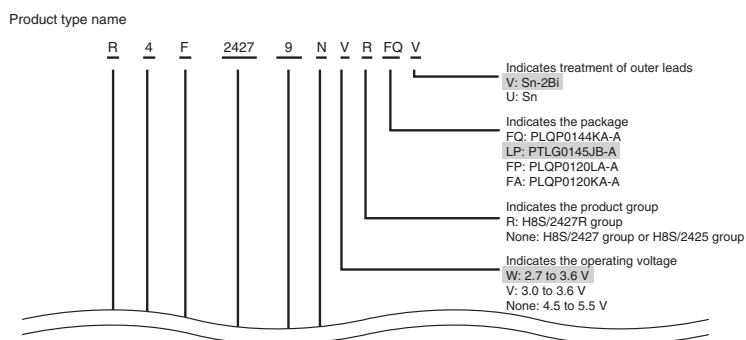 Product type name
R 4 F 2427 9 N V R FQ V
Indicates treatment of outer leads
V: Sn-2Bi
U: Sn
Indicates the package
FQ: PLQP0144KA-A
LP: PTLG0145JB-A
FP: PLQP0120LA-A
FA: PLQP0120KA-A
Indicates the product group
R: H8S/2427R group
None: H8S/2427 group or H8S/2425 group
Indicates the operating voltage
W: 2.7 to 3.6 V
V: 3.0 to 3.6 V
None: 4.5 to 5.5 V